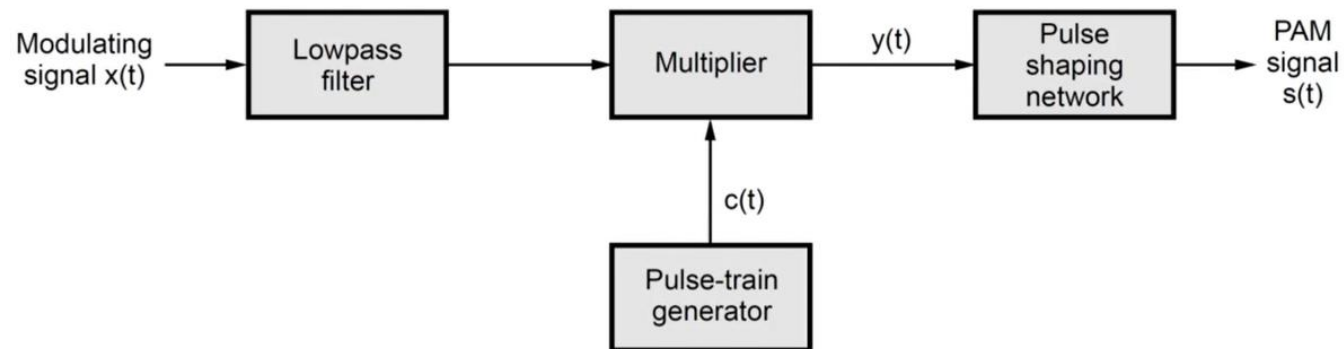 Modulating
signal x(t)
Lowpass
filter
Multiplier
y(t)
Pulse
shaping
network
PAM
signal
s(t)
c(t)
Pulse-train
generator